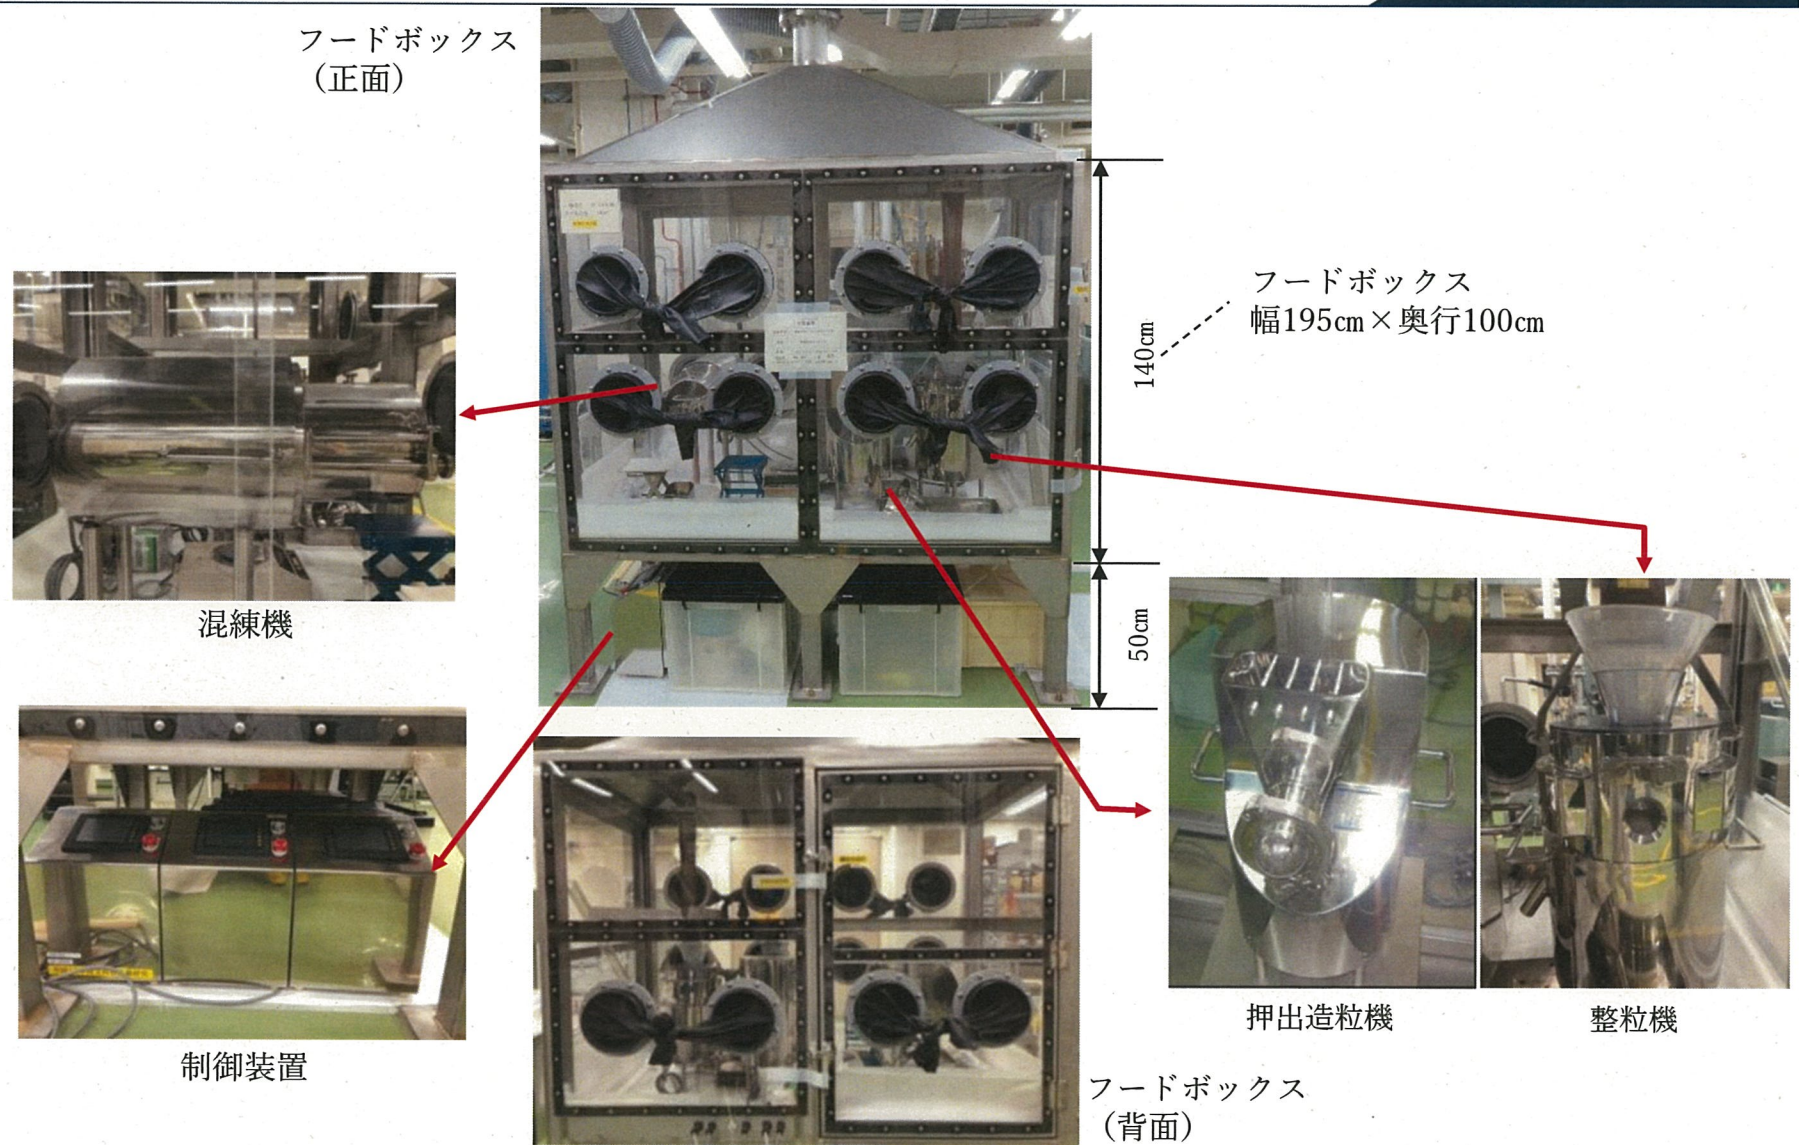 フードボックス
（正面）
140㎝
フードボックス
幅195㎝×奥行100㎝
50㎝
混練機
制御装置
押出造粒機
整粒機
フードボックス
（背面）